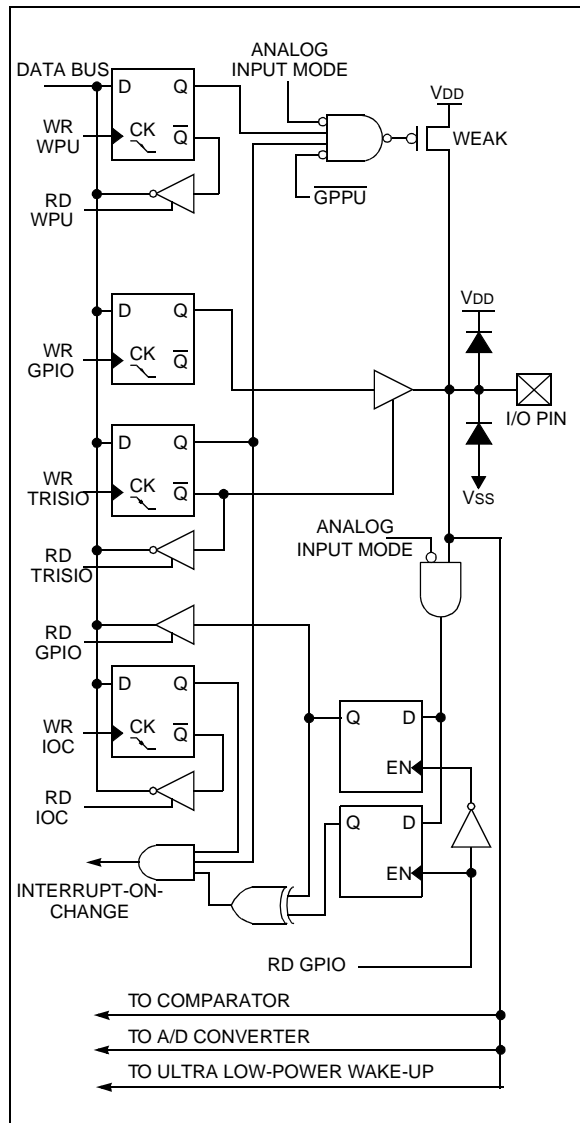 ANALOG
INPUT MODE
DATA BUS
D Q
VDD
WR
WPU
CK
Q
WEAK
RD
WPU
GPPU
D Q
VDD
WR
GPIO
CK
Q
I/O PIN
D Q
WR
TRISIO
CK
Q
VSS
ANALOG
INPUT MODE
RD
TRISIO
RD
GPIO
D Q
Q D
WR
IOC
CK
Q
EN
RD
IOC
Q D
INTERRUPT-ON-
CHANGE
EN
RD GPIO
TO COMPARATOR
TO A/D CONVERTER
TO ULTRA LOW-POWER WAKE-UP